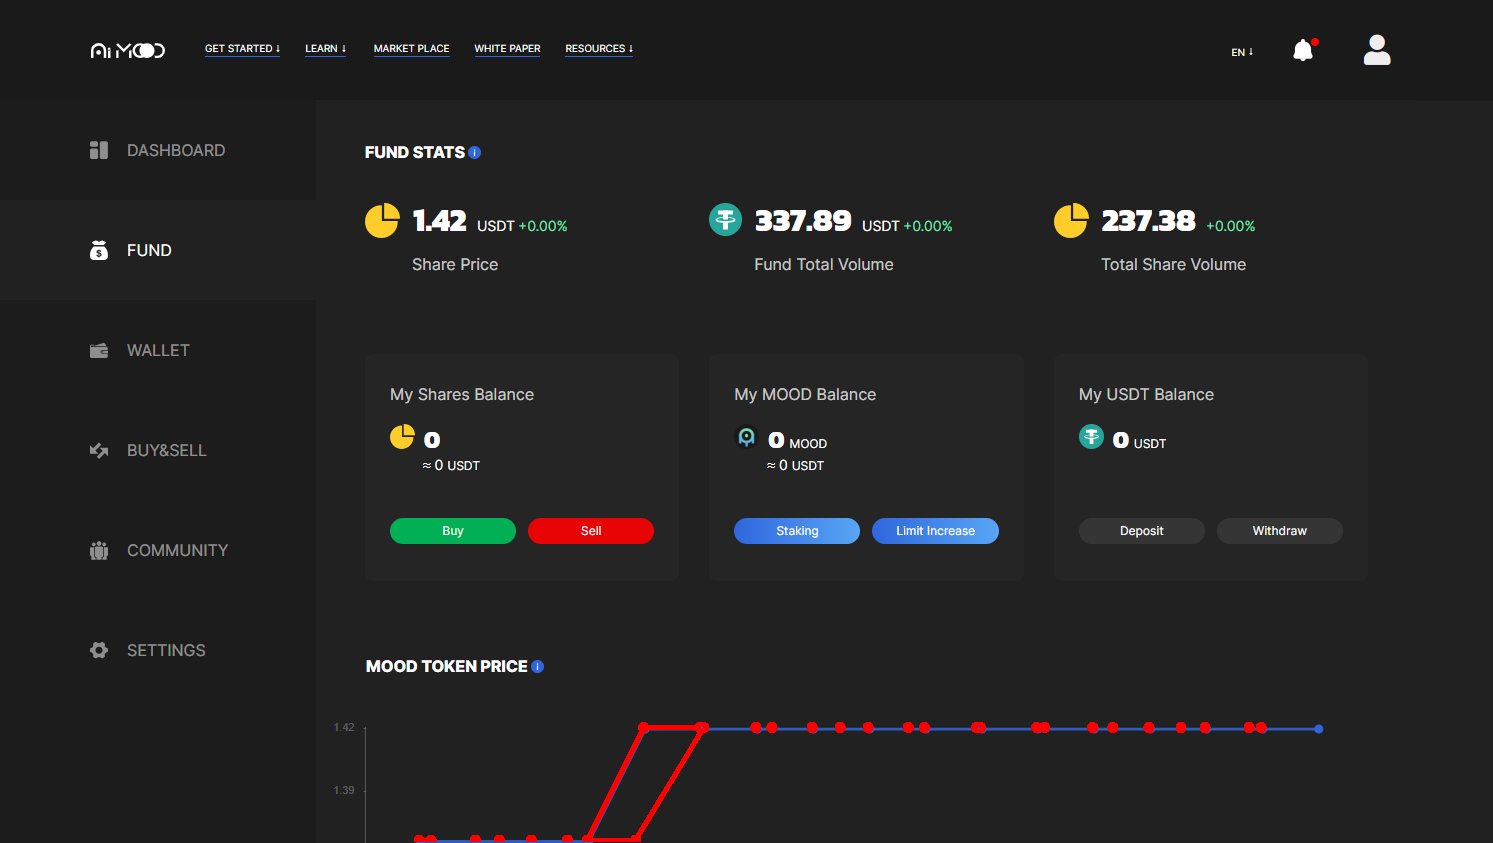 Ai MOOD
GET STARTED ↓ LEARN ↓ MARKET PLACE WHITE PAPER RESOURCES ↓
EN ↓
DASHBOARD
FUND
WALLET
BUY&SELL
COMMUNITY
SETTINGS
FUND STATS i
1.42 USDT +0.00%
Share Price
337.89 USDT +0.00%
Fund Total Volume
237.38 +0.00%
Total Share Volume
My Shares Balance
0
≈ 0 USDT
Buy Sell
My MOOD Balance
0 MOOD
≈ 0 USDT
Staking Limit Increase
My USDT Balance
0 USDT
Deposit Withdraw
MOOD TOKEN PRICE i
1.42
1.39